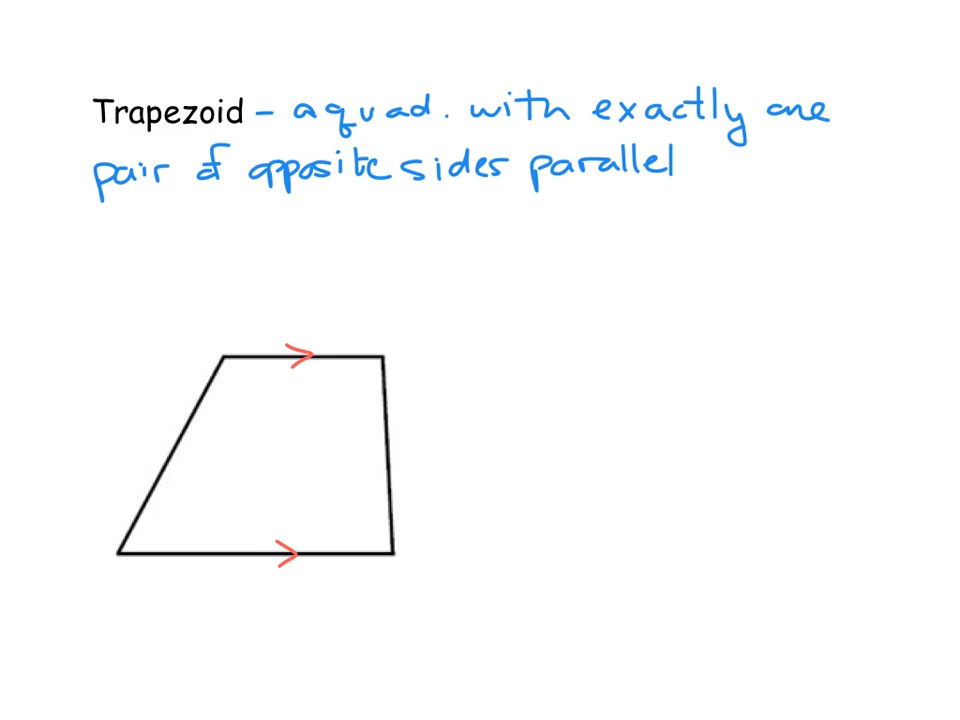 Trapezoid - a quad. with exactly one
pair of opposite sides parallel